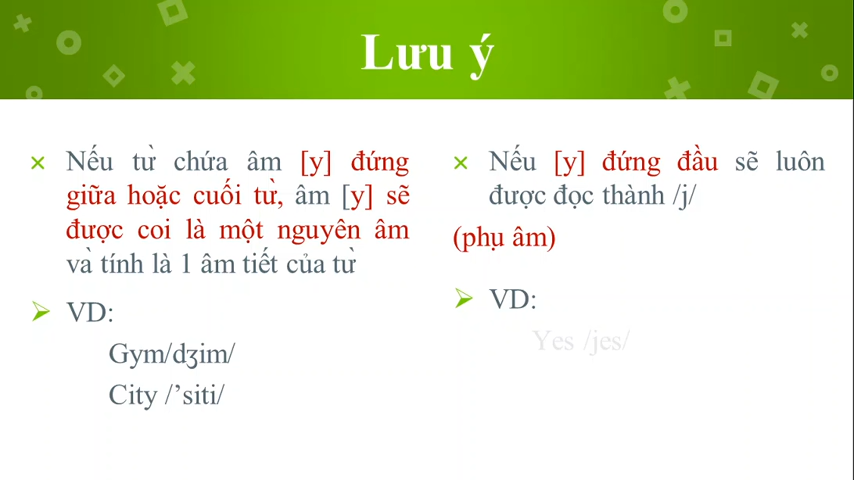 Lưu ý
Nếu từ chứa âm [y] đứng
giữa hoặc cuối từ, âm [y] sẽ
được coi là một nguyên âm
và tính là 1 âm tiết của từ
VD:
Gym/dʒim/
City /’siti/
Nếu [y] đứng đầu sẽ luôn
được đọc thành /j/
(phụ âm)
VD:
Yes /jes/